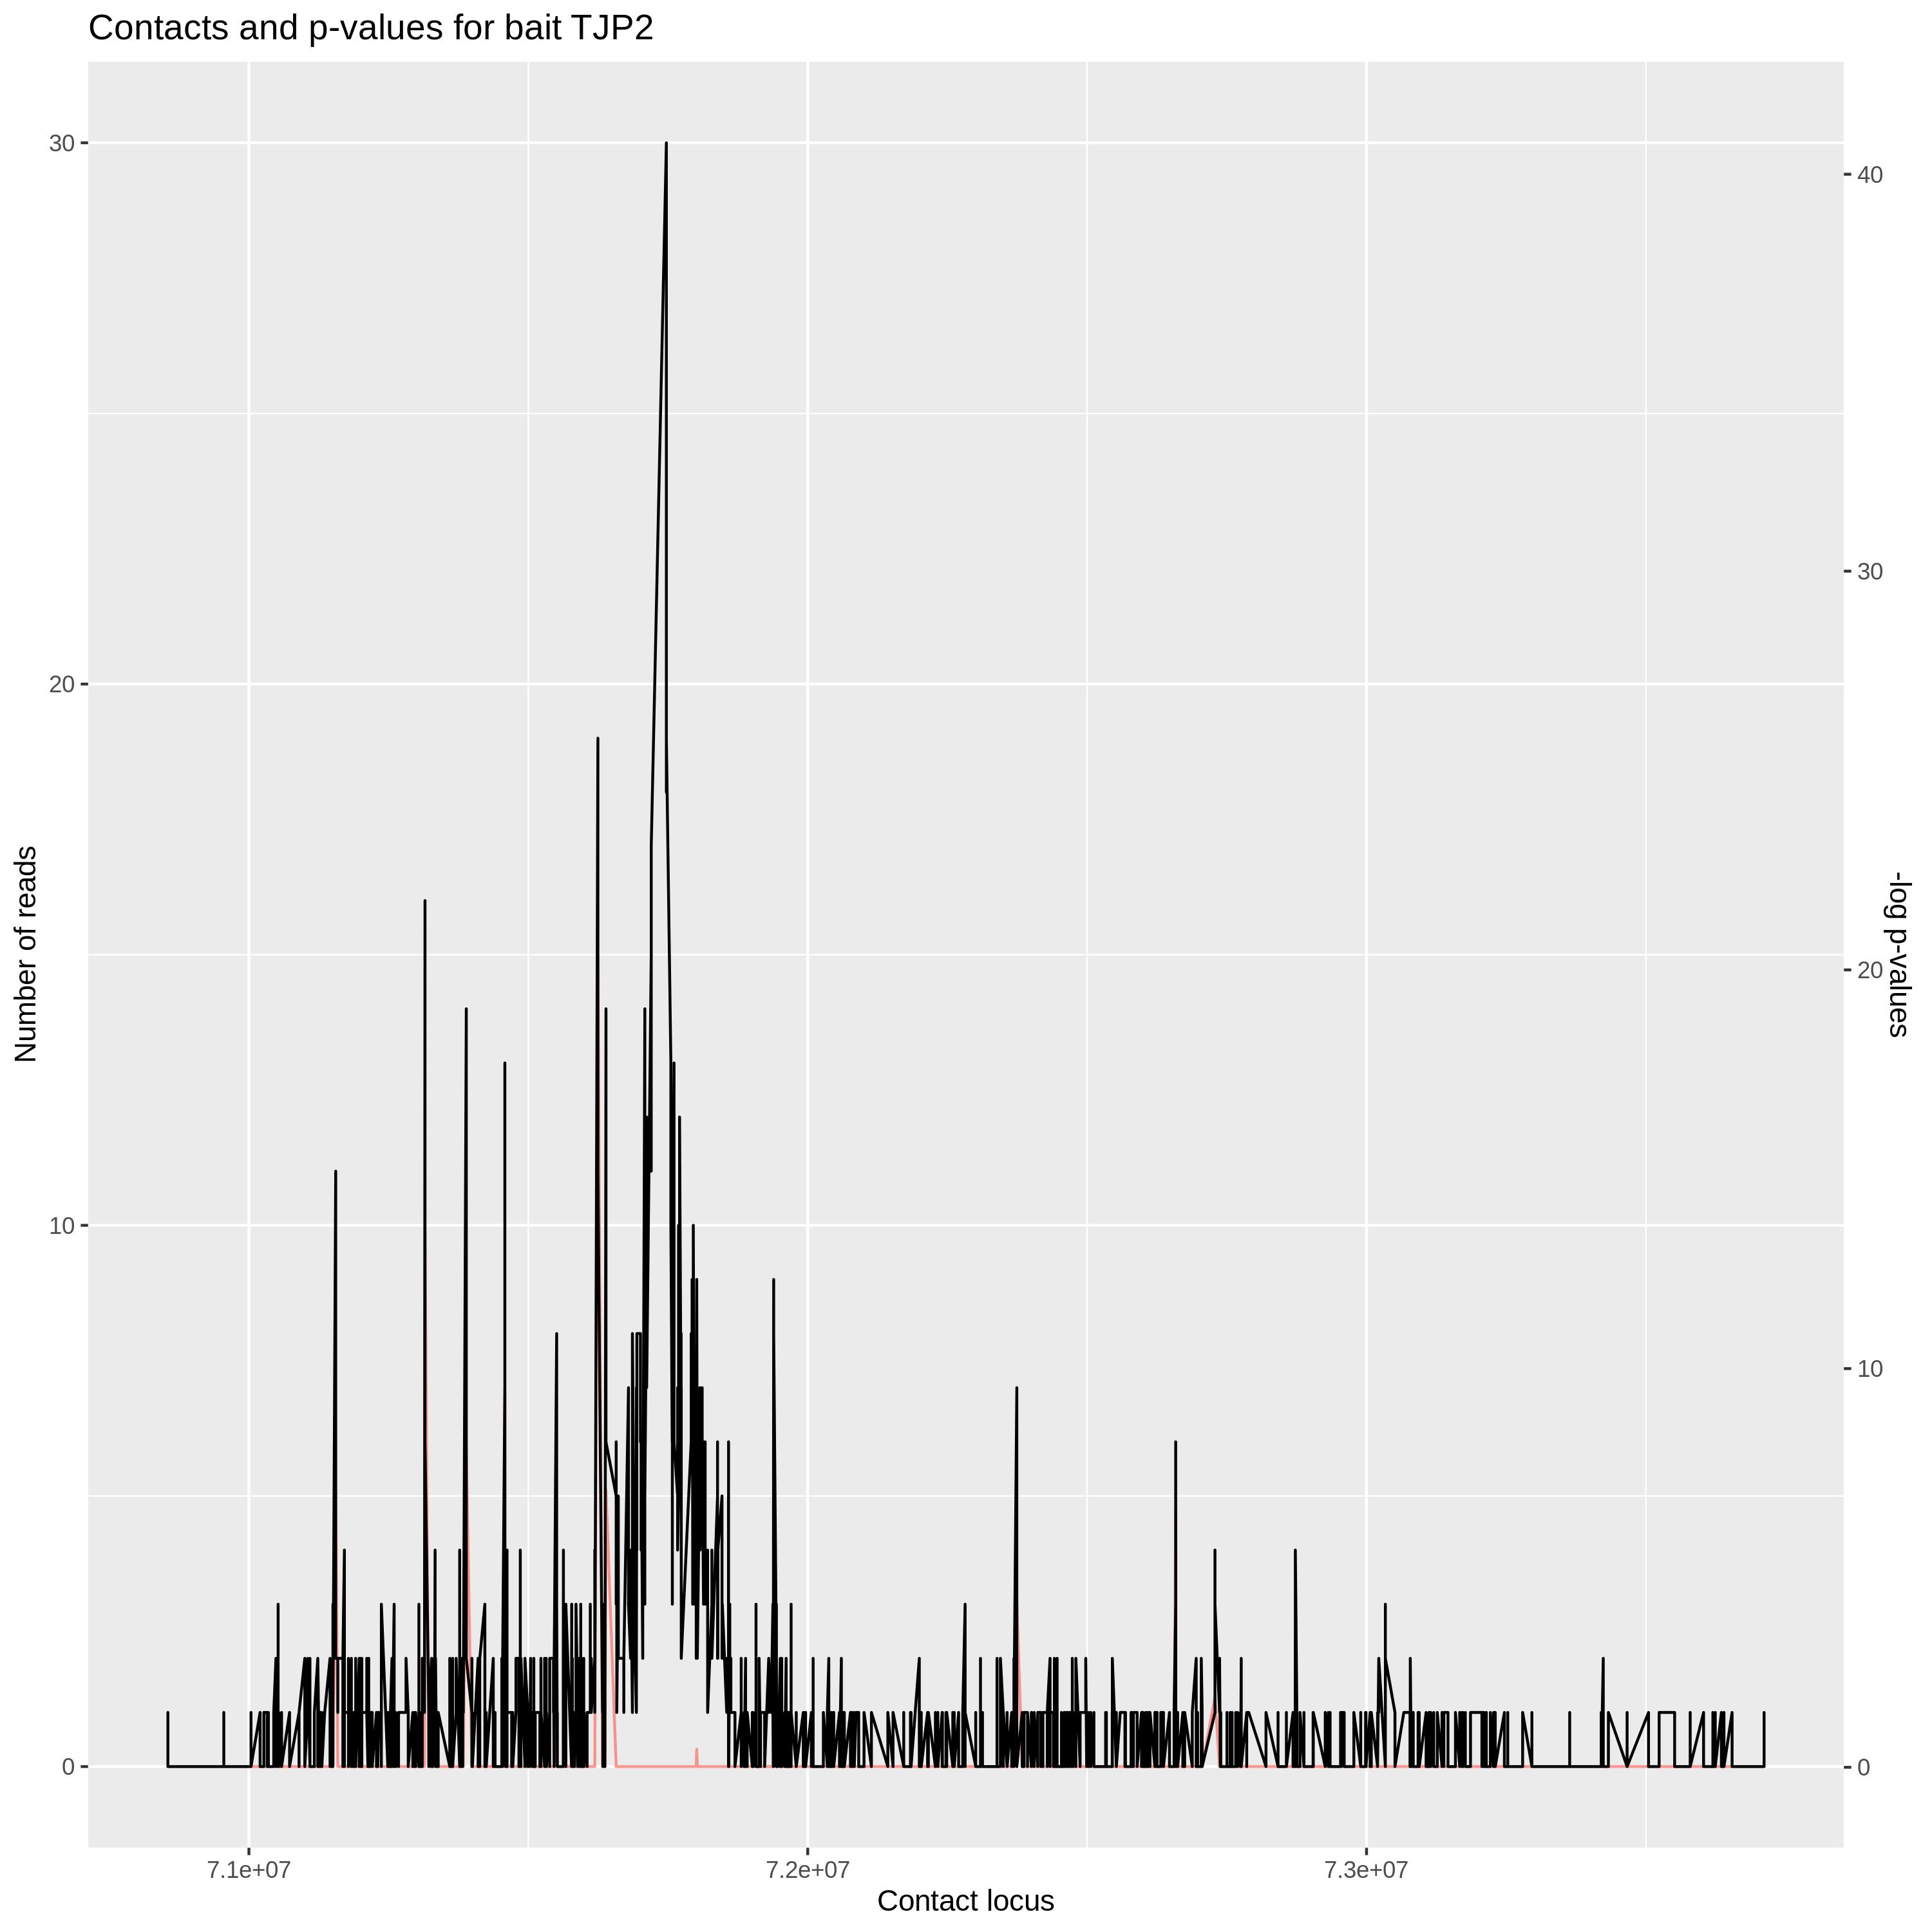 Contacts and p-values for bait TJP2
30
20
10
0
Number of reads
40
30
20
10
0
-log p-values
7.1e+07
7.2e+07
7.3e+07
Contact locus